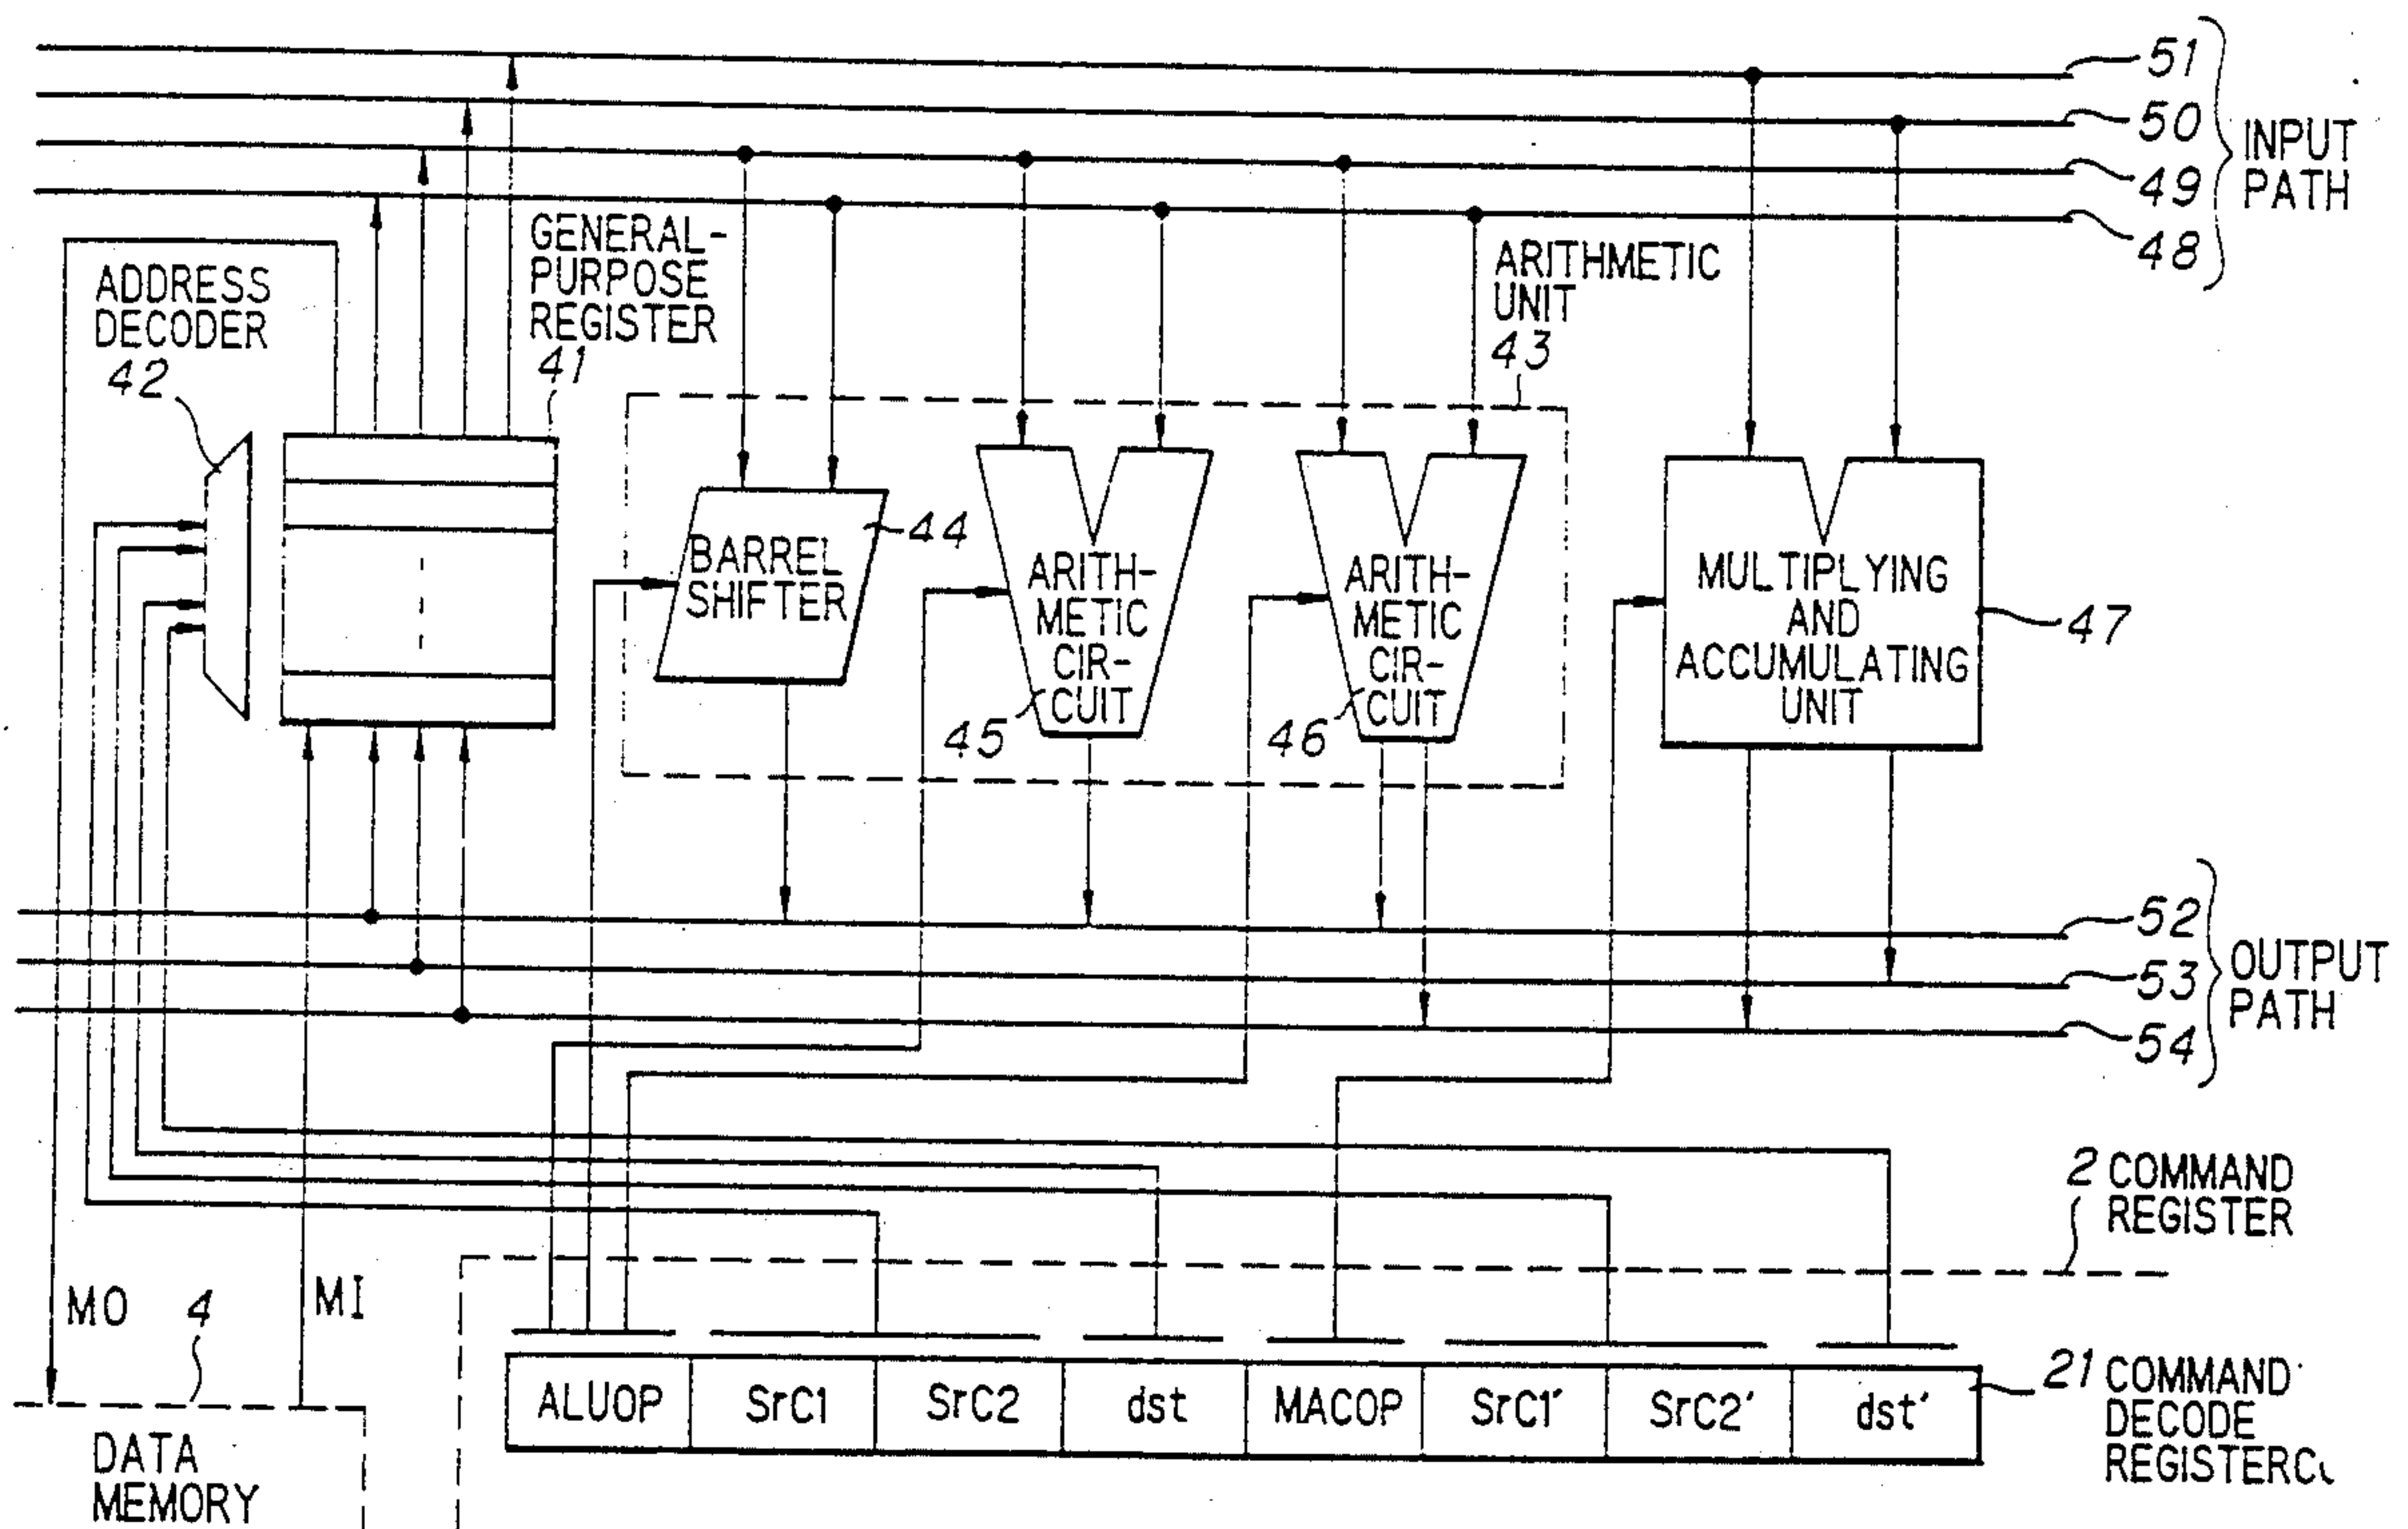 51
50
49
48
INPUT
PATH
GENERAL-
PURPOSE
REGISTER
41
ADDRESS
DECODER
42
ARITHMETIC
UNIT
43
44
BARREL
SHIFTER
ARITH-
METIC
CIR-
CUIT
45
ARITH-
METIC
CIR-
CUIT
46
MULTIPLYING
AND
ACCUMULATING
UNIT
47
52
53
54
OUTPUT
PATH
2 COMMAND
REGISTER
MO
4
MI
DATA
MEMORY
ALUOP SrC1 SrC2 dst MACOP SrC1' SrC2' dst'
21 COMMAND
DECODE
REGISTER